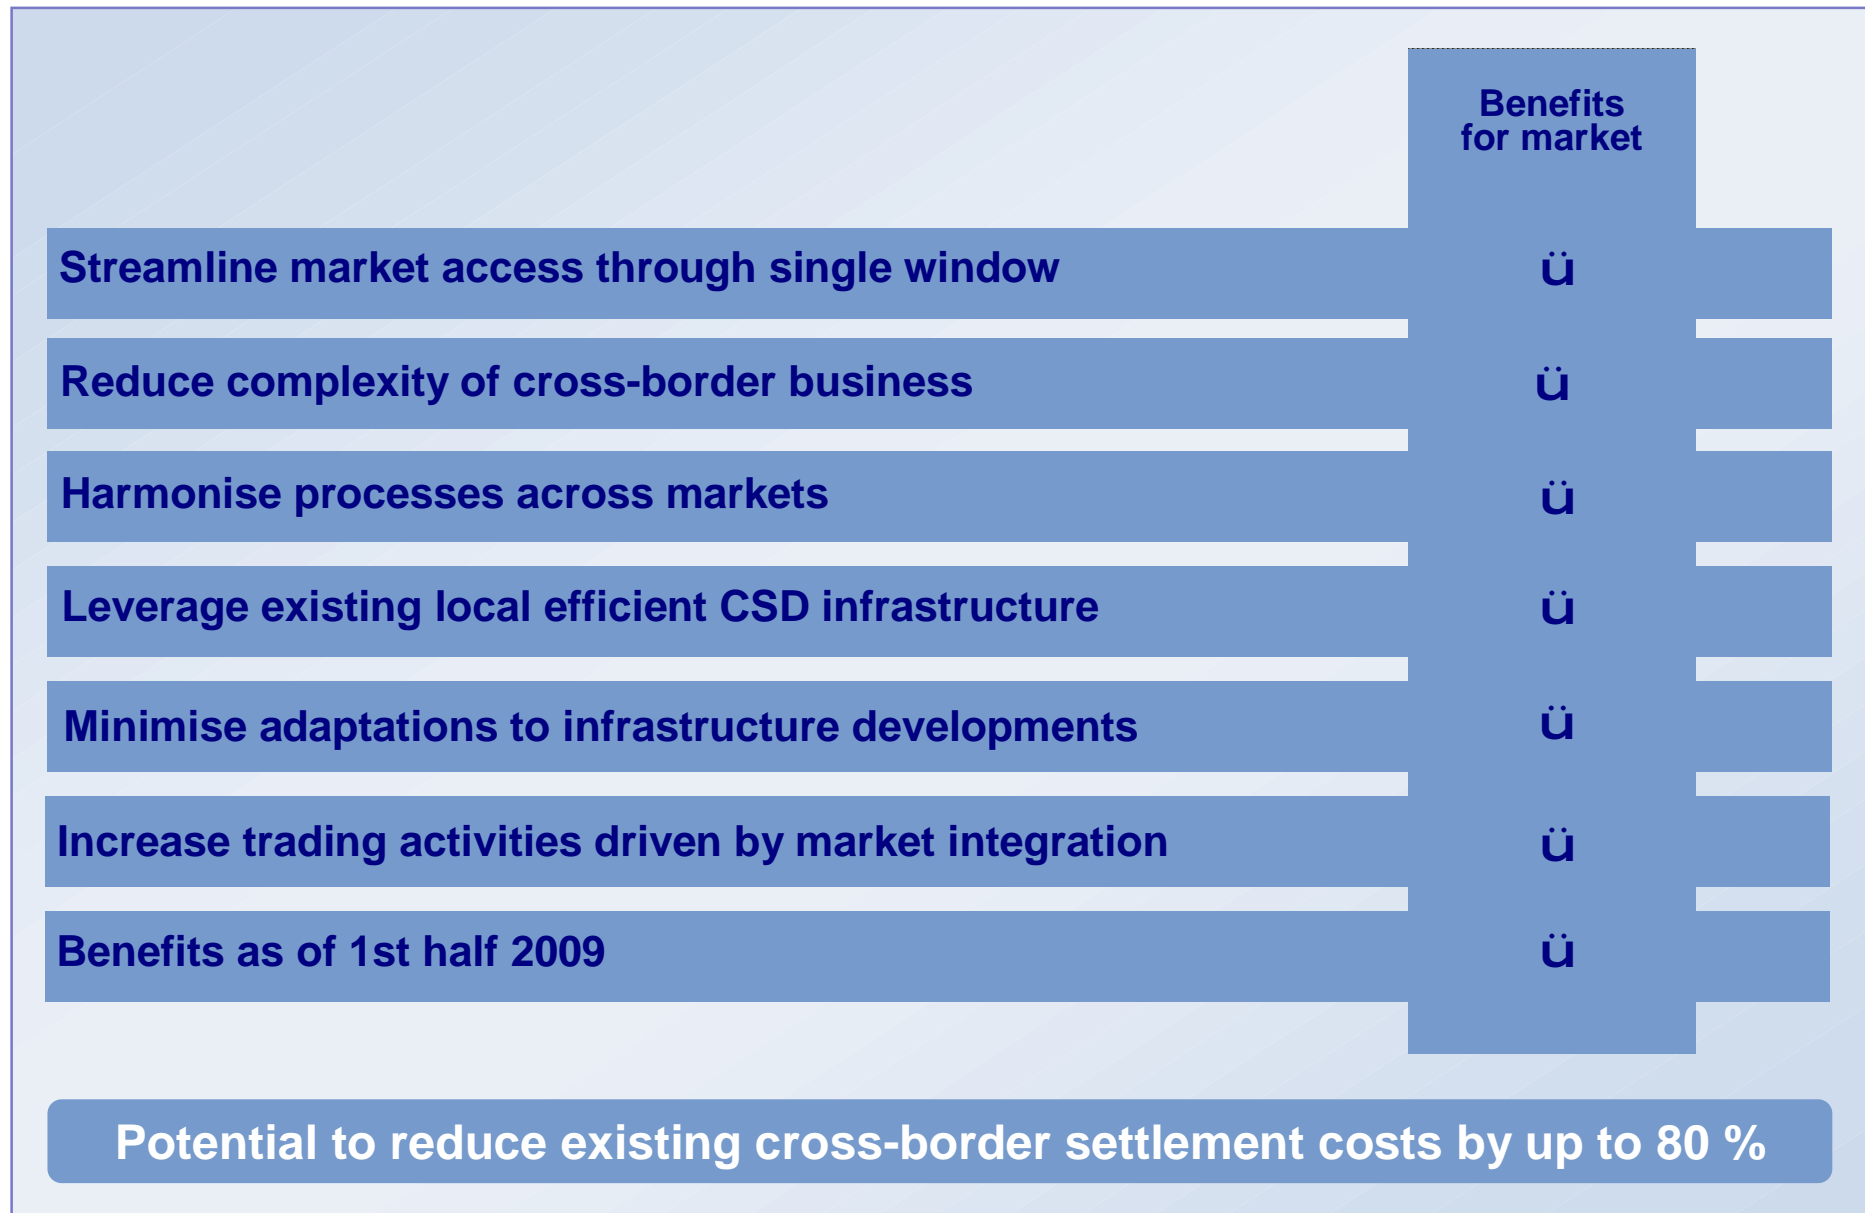 Benefits
for market
Streamline market access through single window ü
Reduce complexity of cross-border business ü
Harmonise processes across markets ü
Leverage existing local efficient CSD infrastructure ü
Minimise adaptations to infrastructure developments ü
Increase trading activities driven by market integration ü
Benefits as of 1st half 2009 ü
Potential to reduce existing cross-border settlement costs by up to 80 %